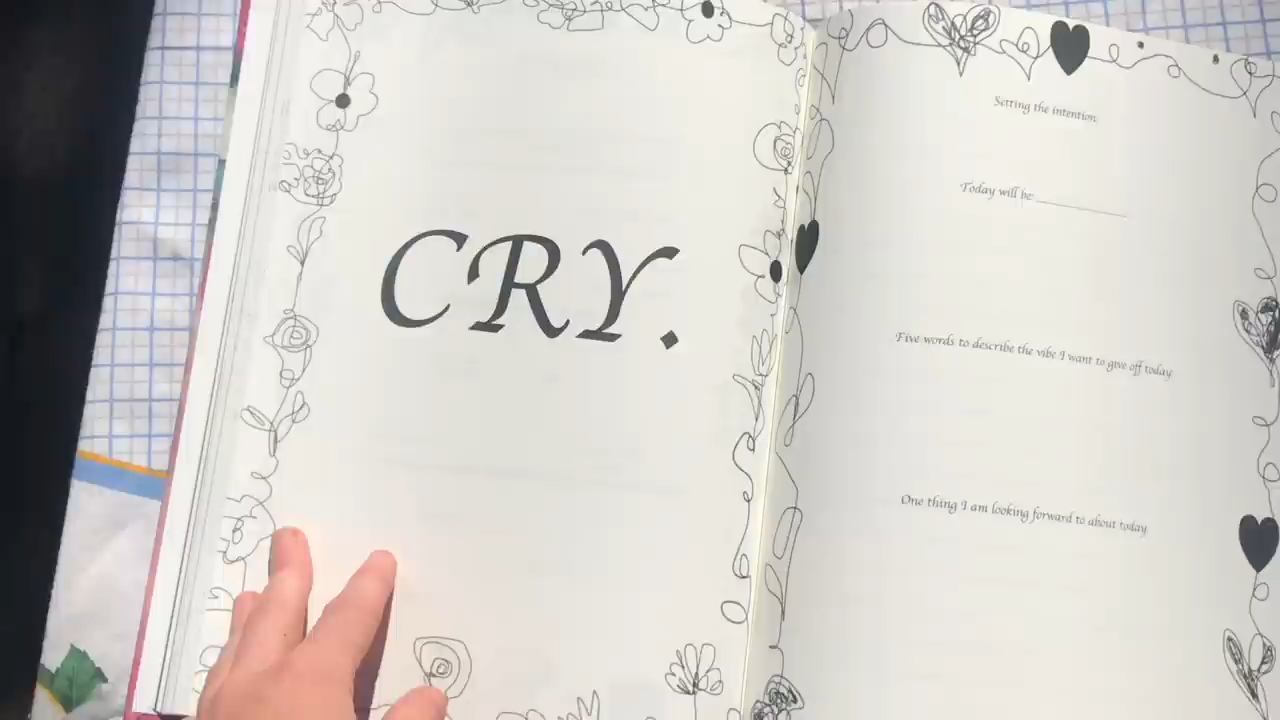 CRY.
Setting the intention
Today will be: ____________
Five words to describe the vibe I want to give off today
One thing I am looking forward to about today